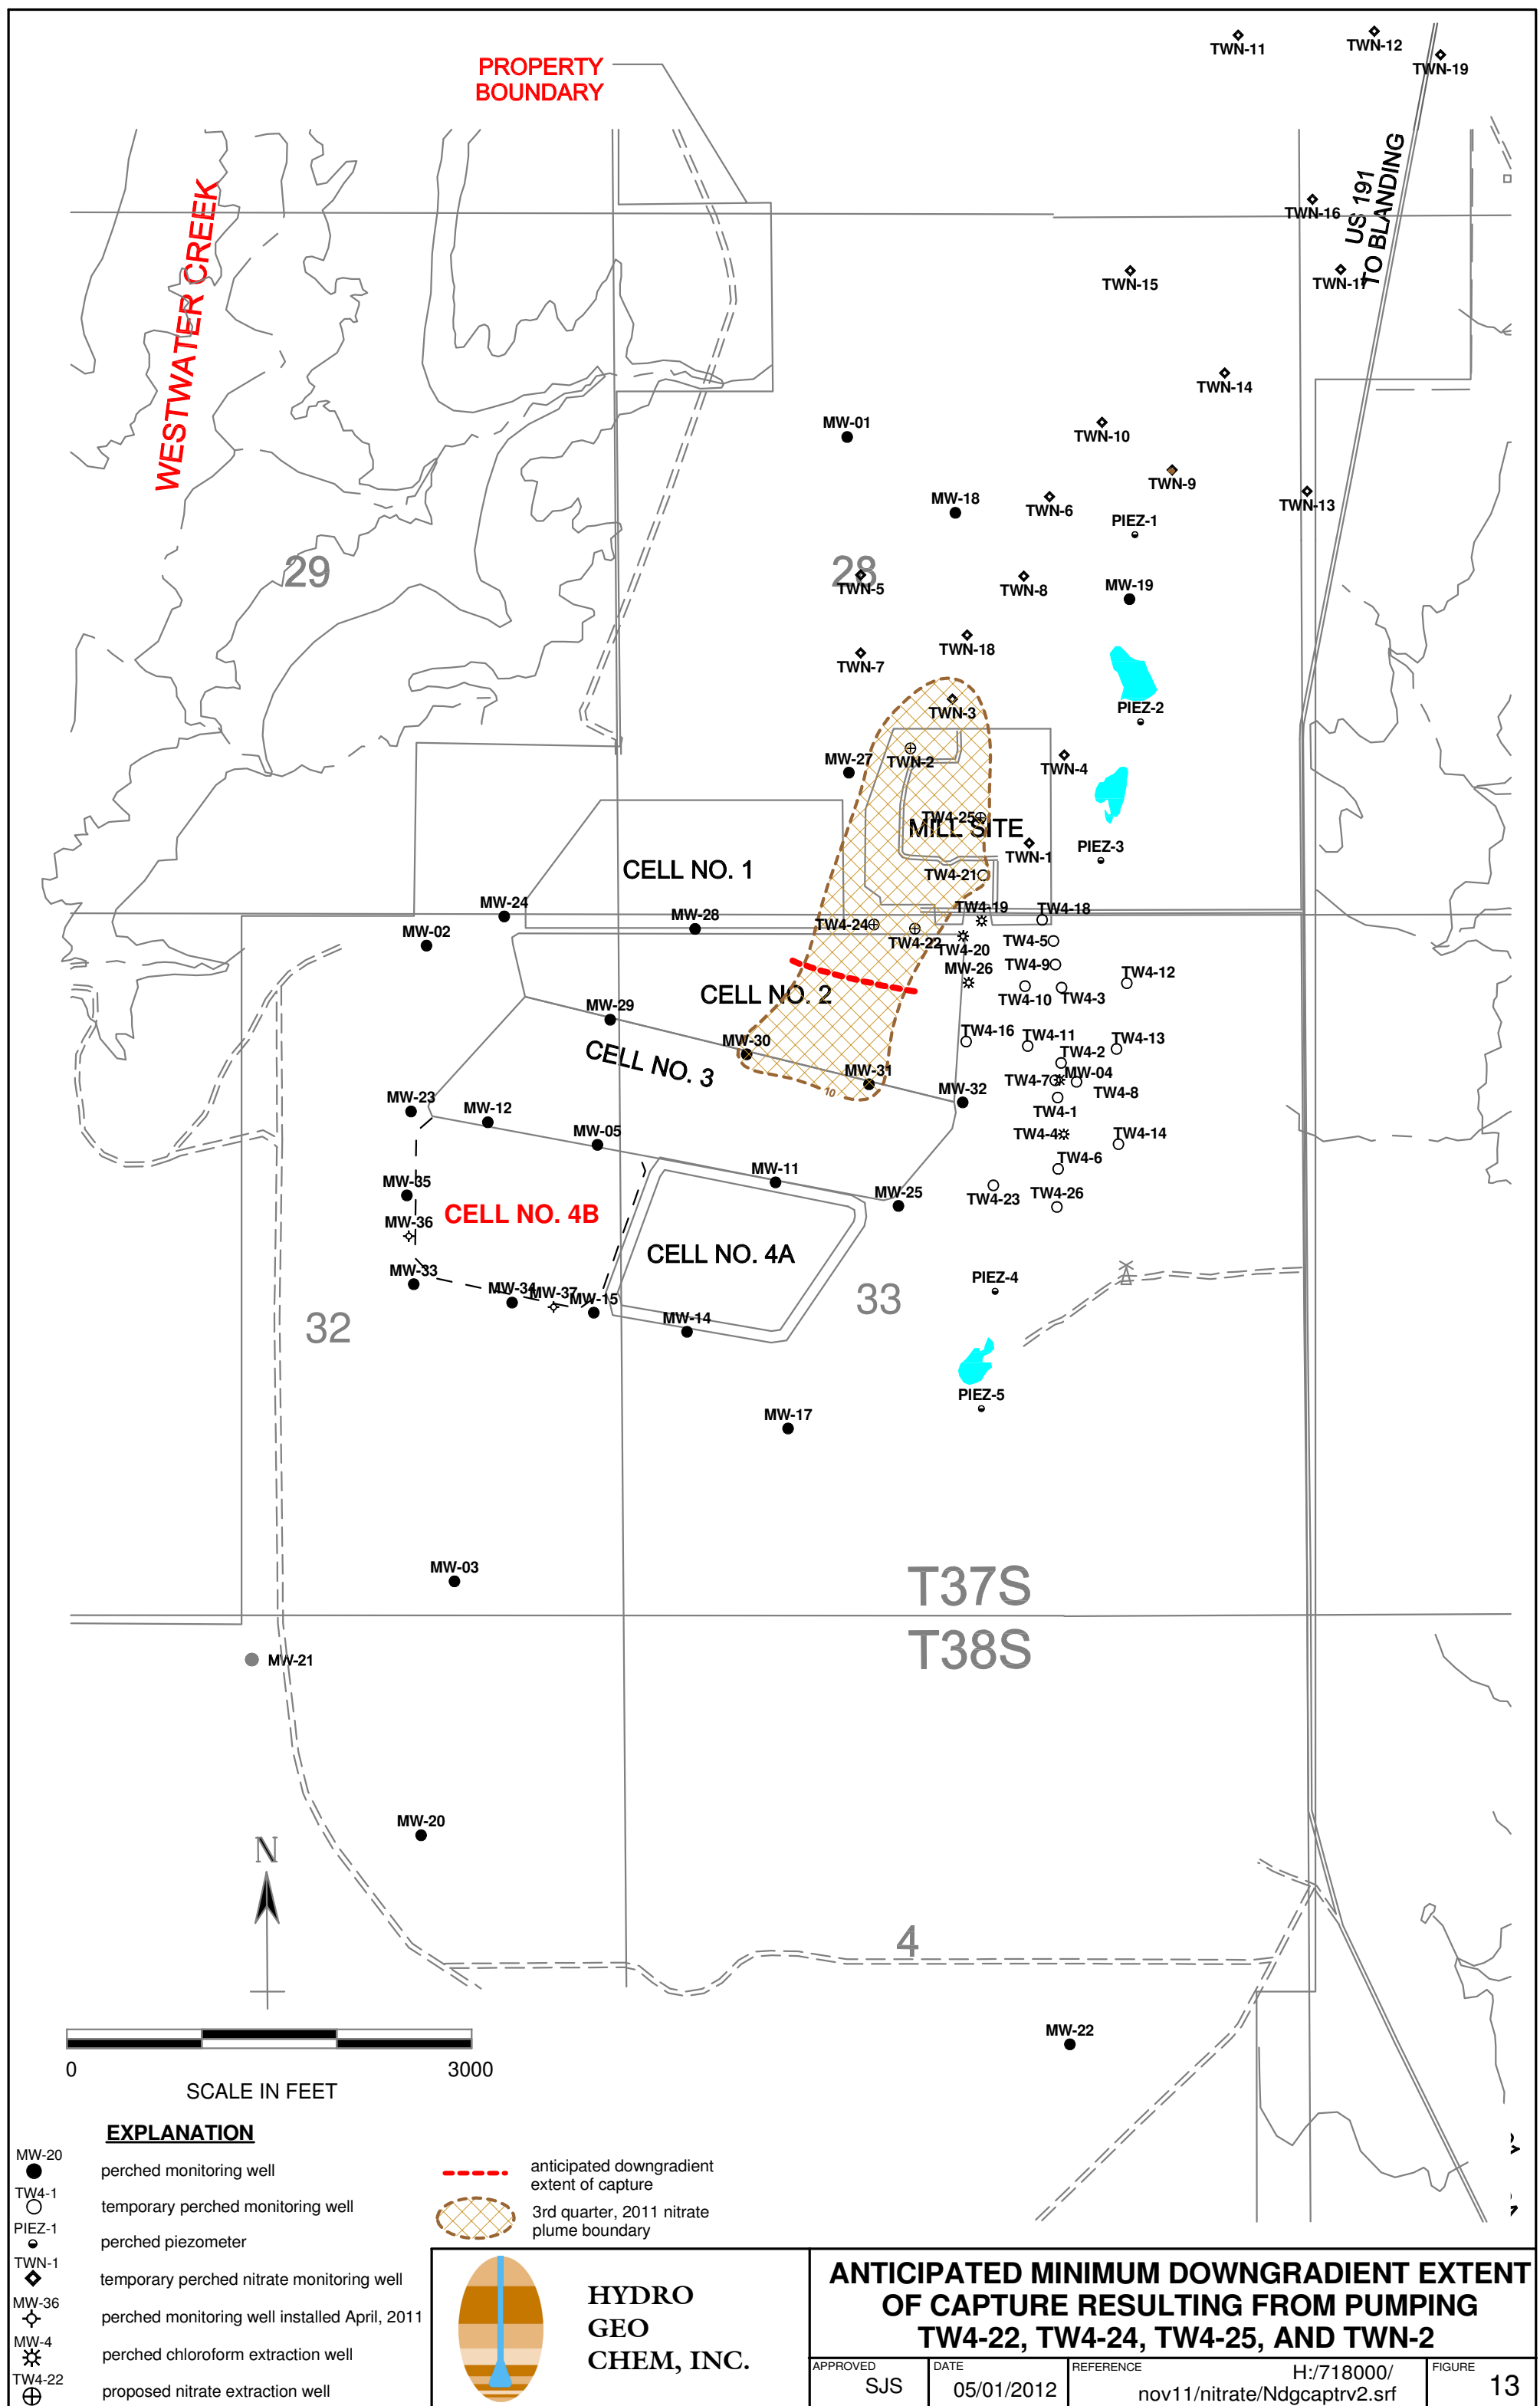 TWN-11
TWN-12
TWN-19
PROPERTY
BOUNDARY
US 191
TO BLANDING
WESTWATER CREEK
TWN-16
TWN-15
TWN-17
TWN-14
MW-01
TWN-10
TWN-9
MW-18
TWN-6
TWN-13
PIEZ-1
29
28
TWN-5
TWN-8
MW-19
TWN-18
TWN-7
TWN-3
PIEZ-2
MW-27
TWN-2
TWN-4
TW4-25
MILL SITE
TWN-1
PIEZ-3
CELL NO. 1
TW4-21
MW-24
MW-28
TW4-19
TW4-18
MW-02
TW4-24
TW4-22
TW4-20
TW4-5
MW-26
TW4-9
TW4-12
CELL NO. 2
TW4-10
TW4-3
MW-29
MW-30
TW4-16
TW4-11
TW4-13
CELL NO. 3
TW4-2
MW-31
TW4-7
MW-04
10
MW-32
TW4-8
MW-23
MW-12
TW4-1
MW-05
TW4-4
TW4-14
MW-11
TW4-6
MW-35
MW-25
TW4-23
TW4-26
MW-36
CELL NO. 4B
CELL NO. 4A
MW-33
PIEZ-4
MW-34
MW-37
MW-15
33
32
MW-14
PIEZ-5
MW-17
MW-03
T37S
T38S
MW-21
MW-20
N
4
MW-22
0
3000
SCALE IN FEET
EXPLANATION
MW-20
perched monitoring well
TW4-1
temporary perched monitoring well
PIEZ-1
perched piezometer
TWN-1
temporary perched nitrate monitoring well
MW-36
perched monitoring well installed April, 2011
MW-4
perched chloroform extraction well
TW4-22
proposed nitrate extraction well
anticipated downgradient
extent of capture
3rd quarter, 2011 nitrate
plume boundary
HYDRO
GEO
CHEM, INC.
ANTICIPATED MINIMUM DOWNGRADIENT EXTENT
OF CAPTURE RESULTING FROM PUMPING
TW4-22, TW4-24, TW4-25, AND TWN-2
APPROVED
SJS
DATE
05/01/2012
REFERENCE
H:/718000/
nov11/nitrate/Ndgcaptrv2.srf
FIGURE
13